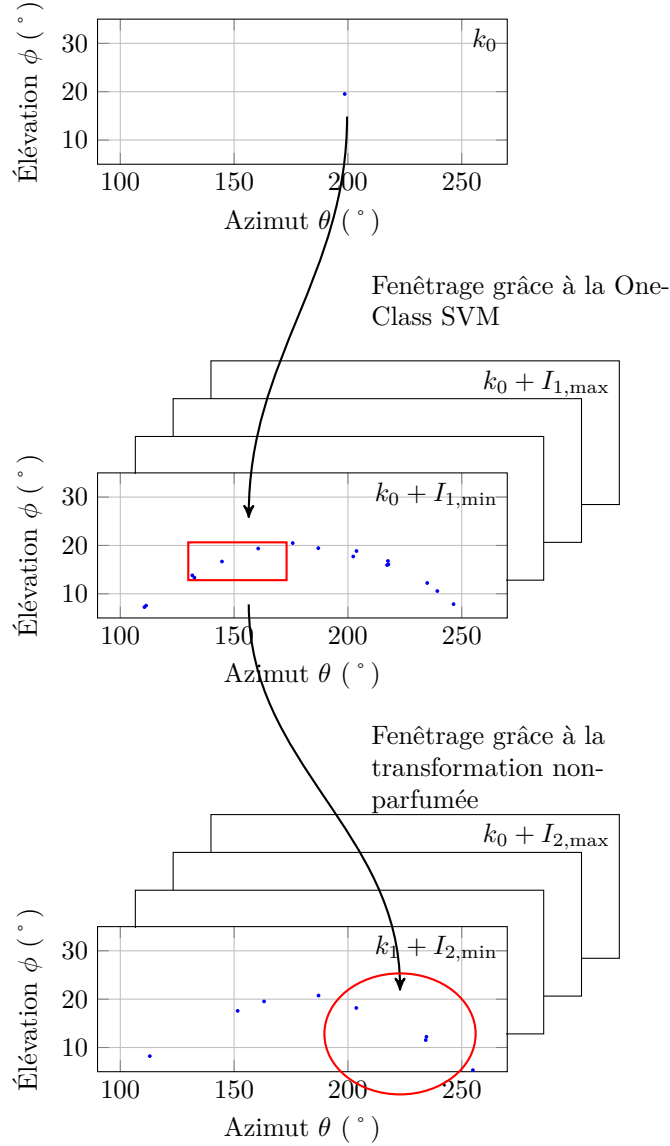 30
20
10
Élévation ϕ ( ° )
k₀
100 150 200 250
Azimut θ ( ° )
Fenêtrage grâce à la One-
Class SVM
k₀ + I₁,max
30
20
10
Élévation ϕ ( ° )
k₀ + I₁,min
100 150 200 250
Azimut θ ( ° )
Fenêtrage grâce à la
transformation non-
parfumée
k₀ + I₂,max
30
20
10
Élévation ϕ ( ° )
k₁ + I₂,min
100 150 200 250
Azimut θ ( ° )